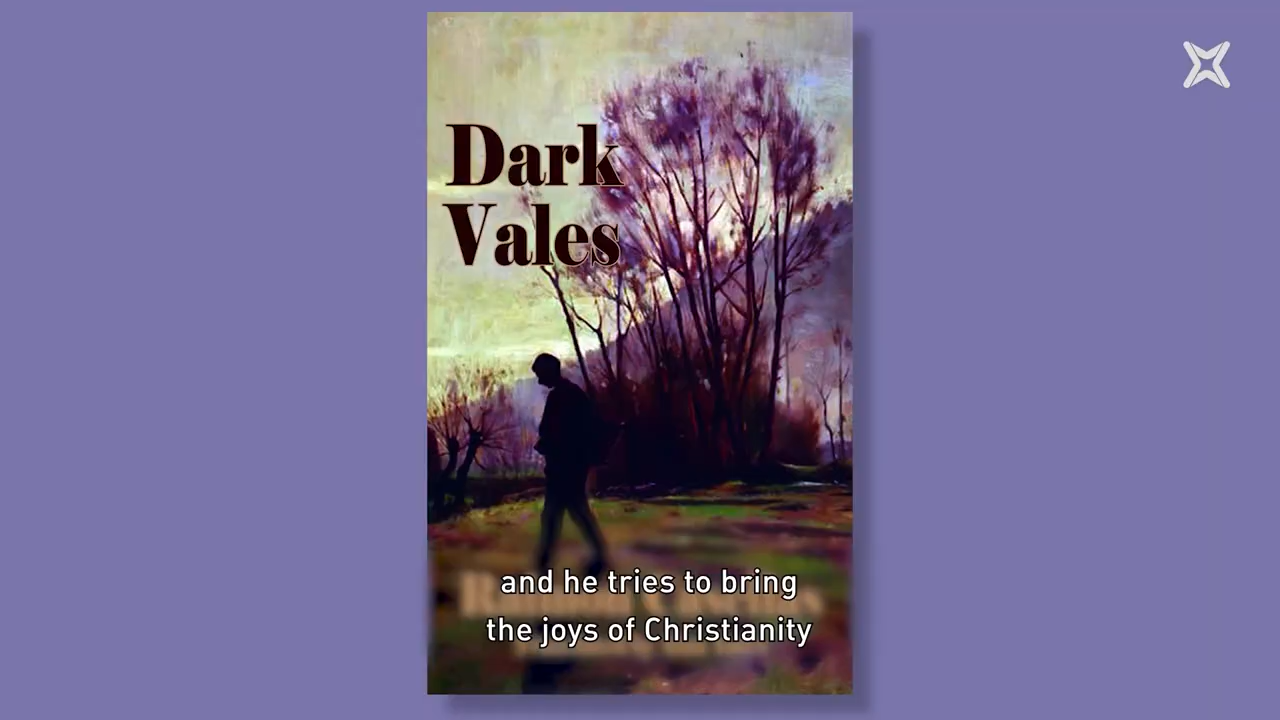 Dark
Vales
and he tries to bring
the joys of Christianity